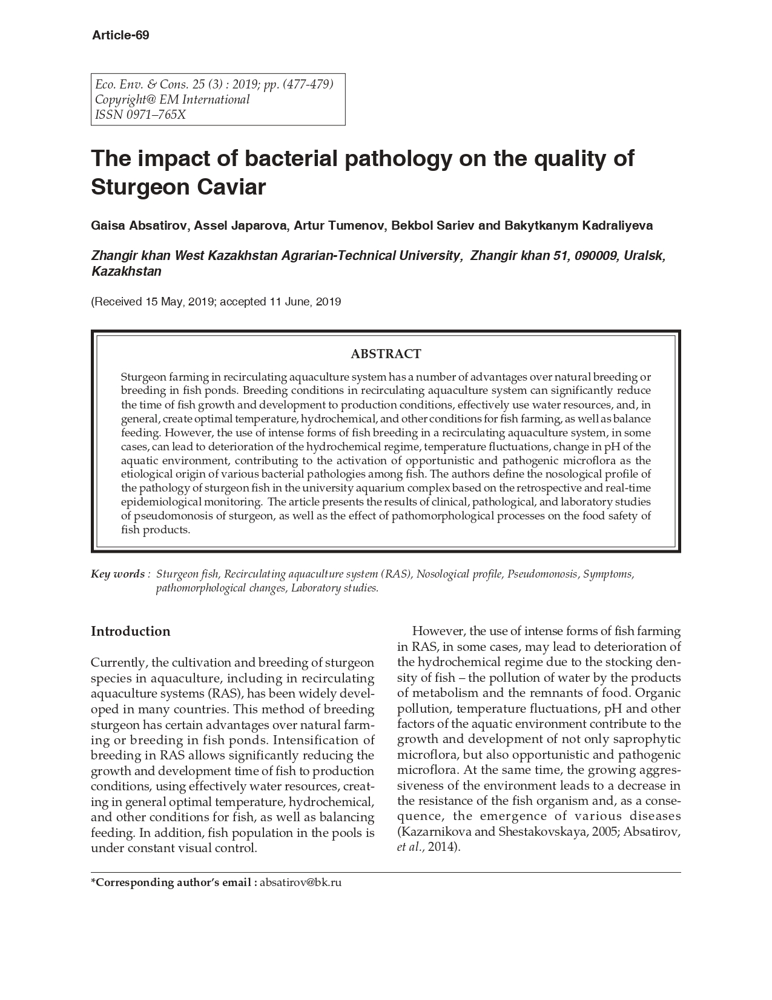 Article-69
Eco. Env. & Cons. 25 (3) : 2019; pp. (477-479)
Copyright@ EM International
ISSN 0971–765X
The impact of bacterial pathology on the quality of
Sturgeon Caviar
Gaisa Absatirov, Assel Japarova, Artur Tumenov, Bekbol Sariev and Bakytkanym Kadraliyeva
Zhangir khan West Kazakhstan Agrarian-Technical University, Zhangir khan 51, 090009, Uralsk,
Kazakhstan
(Received 15 May, 2019; accepted 11 June, 2019
ABSTRACT
Sturgeon farming in recirculating aquaculture system has a number of advantages over natural breeding or
breeding in fish ponds. Breeding conditions in recirculating aquaculture system can significantly reduce
the time of fish growth and development to production conditions, effectively use water resources, and, in
general, create optimal temperature, hydrochemical, and other conditions for fish farming, as well as balance
feeding. However, the use of intense forms of fish breeding in a recirculating aquaculture system, in some
cases, can lead to deterioration of the hydrochemical regime, temperature fluctuations, change in pH of the
aquatic environment, contributing to the activation of opportunistic and pathogenic microflora as the
etiological origin of various bacterial pathologies among fish. The authors define the nosological profile of
the pathology of sturgeon fish in the university aquarium complex based on the retrospective and real-time
epidemiological monitoring. The article presents the results of clinical, pathological, and laboratory studies
of pseudomonosis of sturgeon, as well as the effect of pathomorphological processes on the food safety of
fish products.
Key words : Sturgeon fish, Recirculating aquaculture system (RAS), Nosological profile, Pseudomonosis, Symptoms,
pathomorphological changes, Laboratory studies.
Introduction
Currently, the cultivation and breeding of sturgeon
species in aquaculture, including in recirculating
aquaculture systems (RAS), has been widely devel-
oped in many countries. This method of breeding
sturgeon has certain advantages over natural farm-
ing or breeding in fish ponds. Intensification of
breeding in RAS allows significantly reducing the
growth and development time of fish to production
conditions, using effectively water resources, creat-
ing in general optimal temperature, hydrochemical,
and other conditions for fish, as well as balancing
feeding. In addition, fish population in the pools is
under constant visual control.
However, the use of intense forms of fish farming
in RAS, in some cases, may lead to deterioration of
the hydrochemical regime due to the stocking den-
sity of fish – the pollution of water by the products
of metabolism and the remnants of food. Organic
pollution, temperature fluctuations, pH and other
factors of the aquatic environment contribute to the
growth and development of not only saprophytic
microflora, but also opportunistic and pathogenic
microflora. At the same time, the growing aggres-
siveness of the environment leads to a decrease in
the resistance of the fish organism and, as a conse-
quence, the emergence of various diseases
(Kazarnikova and Shestakovskaya, 2005; Absatirov,
et al., 2014).
*Corresponding author's email : absatirov@bk.ru